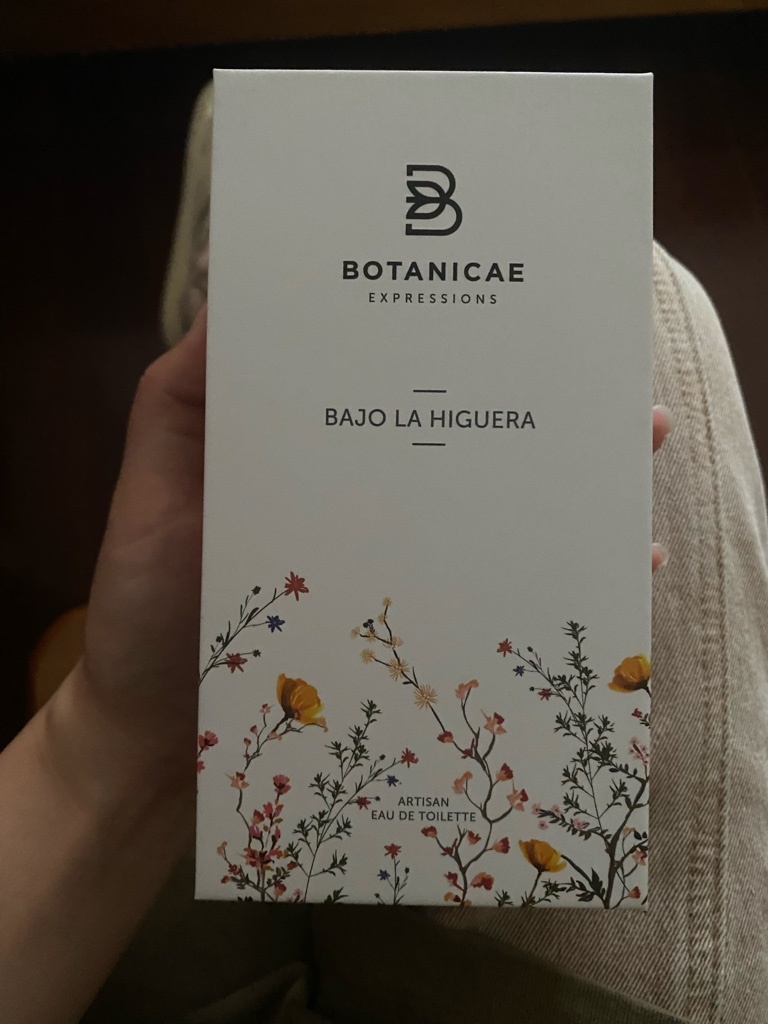 BOTANICAE
EXPRESSIONS
BAJO LA HIGUERA
ARTISAN
EAU DE TOILETTE